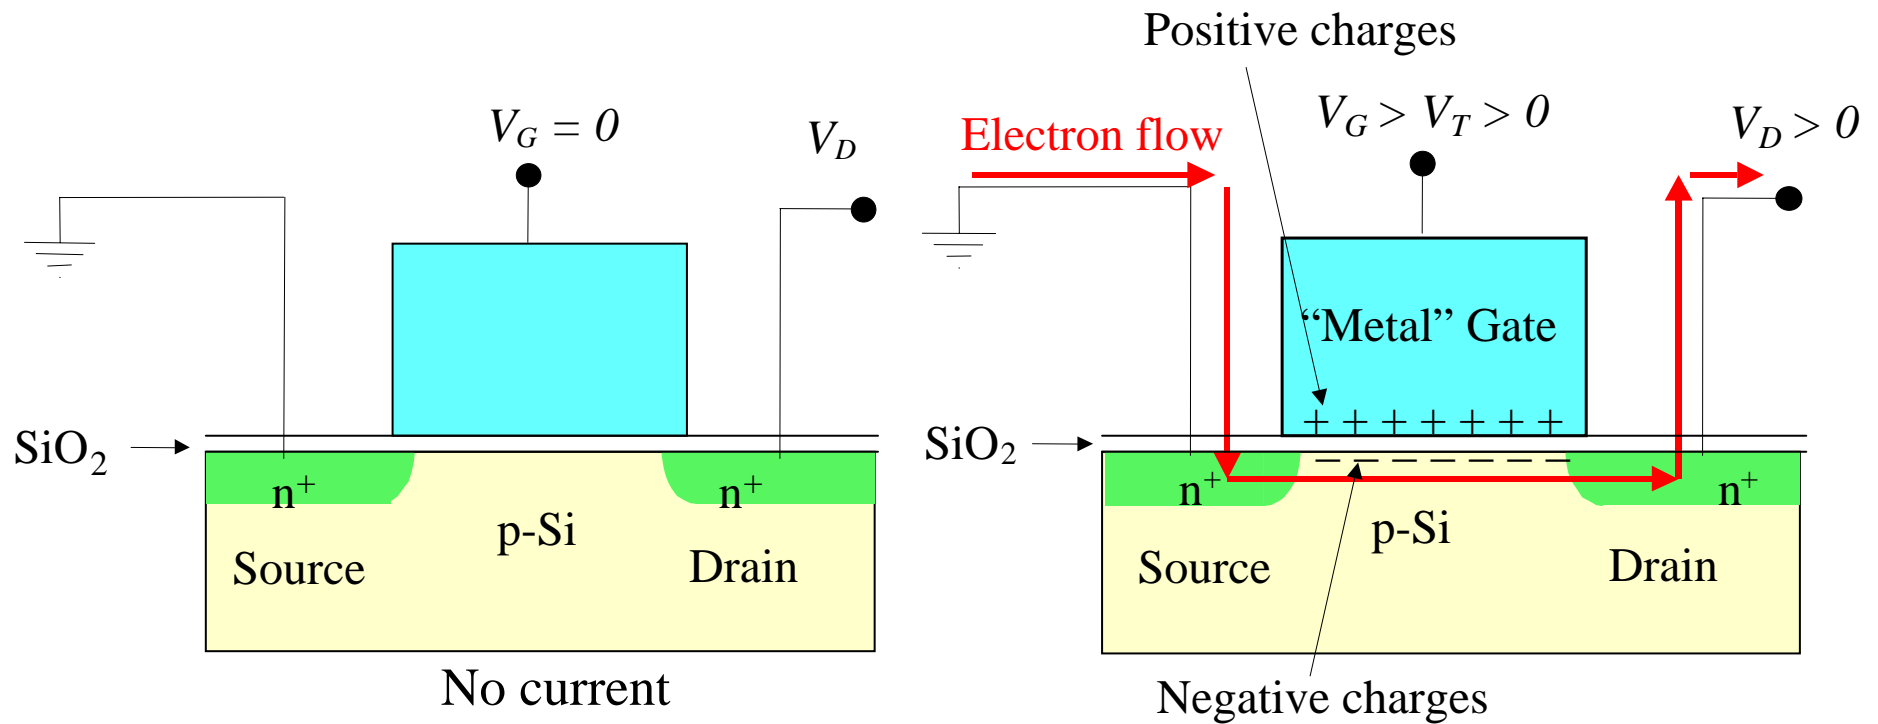 V_G = 0
V_D
SiO₂
n⁺
n⁺
p-Si
Source
Drain
No current
Positive charges
Electron flow
V_G > V_T > 0
V_D > 0
“Metal” Gate
+ + + + + + +
SiO₂
– – – – – – –
n⁺
n⁺
p-Si
Source
Drain
Negative charges